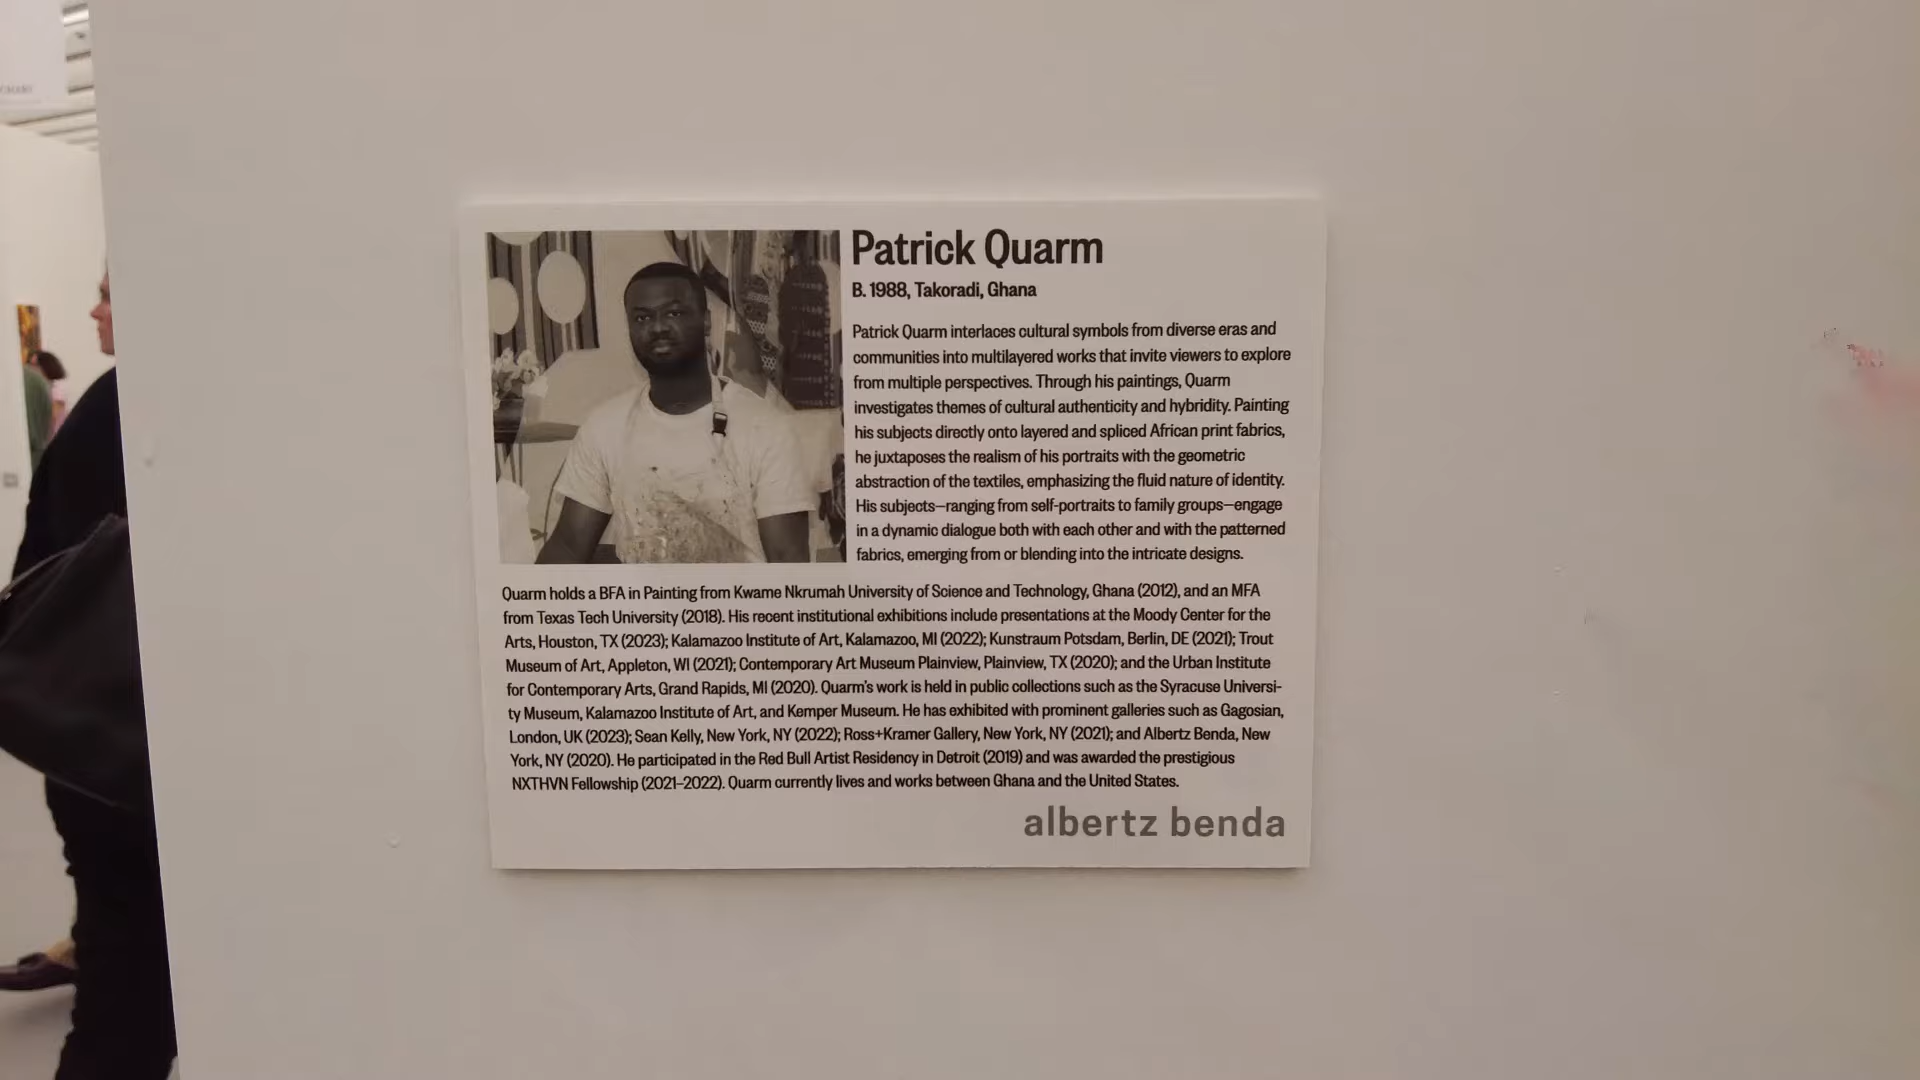 Patrick Quarm
B. 1988, Takoradi, Ghana
Patrick Quarm interlaces cultural symbols from diverse eras and
communities into multilayered works that invite viewers to explore
from multiple perspectives. Through his paintings, Quarm
investigates themes of cultural authenticity and hybridity. Painting
his subjects directly onto layered and spliced African print fabrics,
he juxtaposes the realism of his portraits with the geometric
abstraction of the textiles, emphasizing the fluid nature of identity.
His subjects—ranging from self-portraits to family groups—engage
in a dynamic dialogue both with each other and with the patterned
fabrics, emerging from or blending into the intricate designs.
Quarm holds a BFA in Painting from Kwame Nkrumah University of Science and Technology, Ghana (2012), and an MFA
from Texas Tech University (2018). His recent institutional exhibitions include presentations at the Moody Center for the
Arts, Houston, TX (2023); Kalamazoo Institute of Art, Kalamazoo, MI (2022); Kunstraum Potsdam, Berlin, DE (2021); Trout
Museum of Art, Appleton, WI (2021); Contemporary Art Museum Plainview, Plainview, TX (2020); and the Urban Institute
for Contemporary Arts, Grand Rapids, MI (2020). Quarm's work is held in public collections such as the Syracuse Universi-
ty Museum, Kalamazoo Institute of Art, and Kemper Museum. He has exhibited with prominent galleries such as Gagosian,
London, UK (2023); Sean Kelly, New York, NY (2022); Ross+Kramer Gallery, New York, NY (2021); and Albertz Benda, New
York, NY (2020). He participated in the Red Bull Artist Residency in Detroit (2019) and was awarded the prestigious
NXTHVN Fellowship (2021–2022). Quarm currently lives and works between Ghana and the United States.
albertz benda